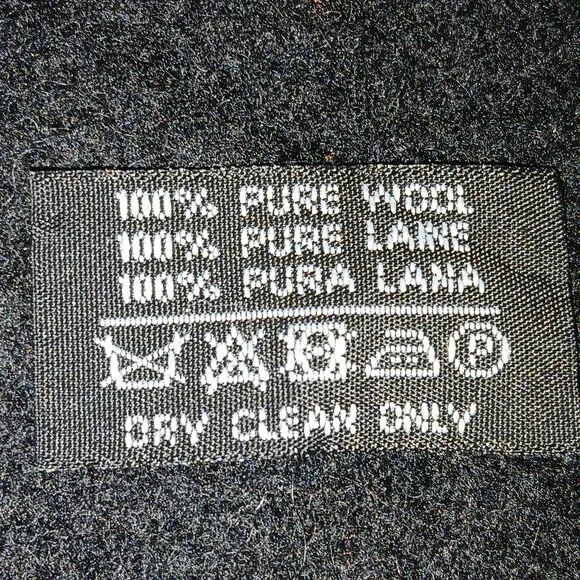 100% PURE WOOL
100% PURE LAINE
100% PURA LANA
P
DRY CLEAN ONLY